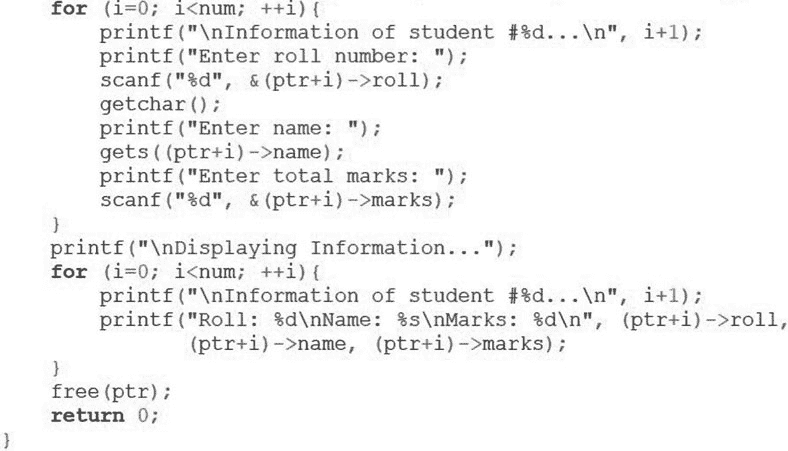 for (i=0; i<num; ++i){
printf("\nInformation of student #%d...\n", i+1);
printf("Enter roll number: ");
scanf("%d", &(ptr+i)->roll);
getchar();
printf("Enter name: ");
gets((ptr+i)->name);
printf("Enter total marks: ");
scanf("%d", &(ptr+i)->marks);
}
printf("\nDisplaying Information...");
for (i=0; i<num; ++i){
printf("\nInformation of student #%d...\n", i+1);
printf("Roll: %d\nName: %s\nMarks: %d\n", (ptr+i)->roll,
(ptr+i)->name, (ptr+i)->marks);
}
free(ptr);
return 0;
}